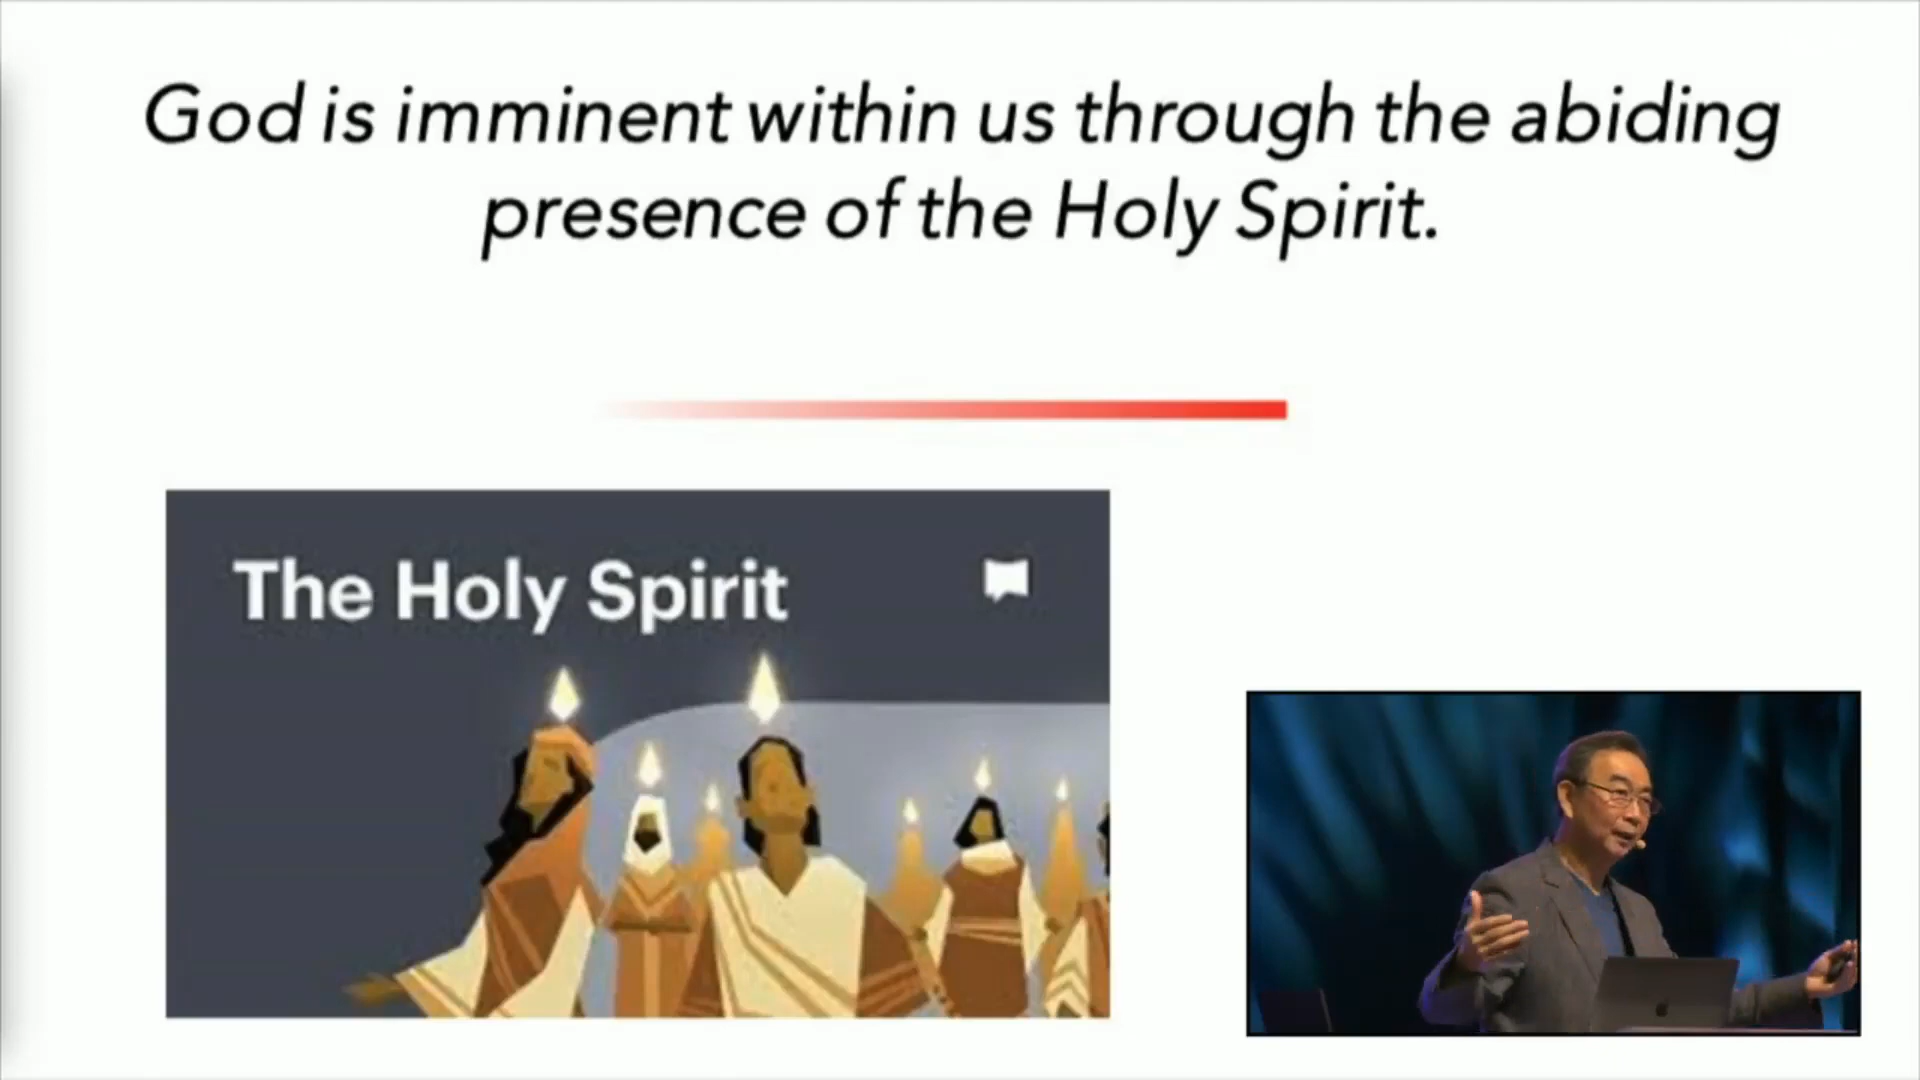 God is imminent within us through the abiding
presence of the Holy Spirit.
The Holy Spirit